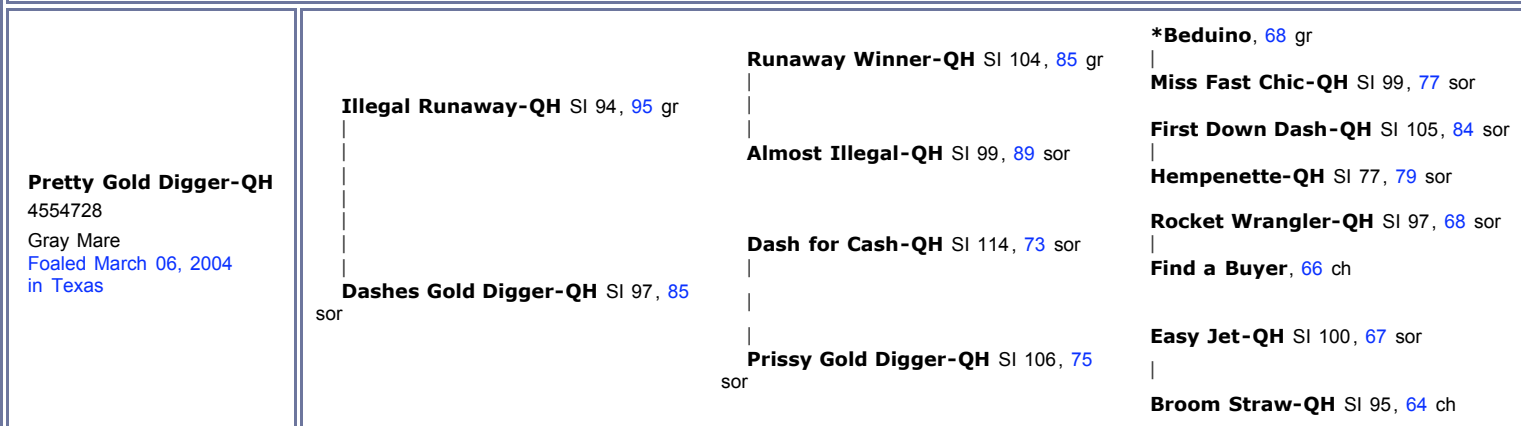 Pretty Gold Digger-QH
4554728
Gray Mare
Foaled March 06, 2004
in Texas
Illegal Runaway-QH SI 94, 95 gr
Dashes Gold Digger-QH SI 97, 85
sor
Runaway Winner-QH SI 104, 85 gr
Almost Illegal-QH SI 99, 89 sor
Dash for Cash-QH SI 114, 73 sor
Prissy Gold Digger-QH SI 106, 75
sor
*Beduino, 68 gr
Miss Fast Chic-QH SI 99, 77 sor
First Down Dash-QH SI 105, 84 sor
Hempenette-QH SI 77, 79 sor
Rocket Wrangler-QH SI 97, 68 sor
Find a Buyer, 66 ch
Easy Jet-QH SI 100, 67 sor
Broom Straw-QH SI 95, 64 ch